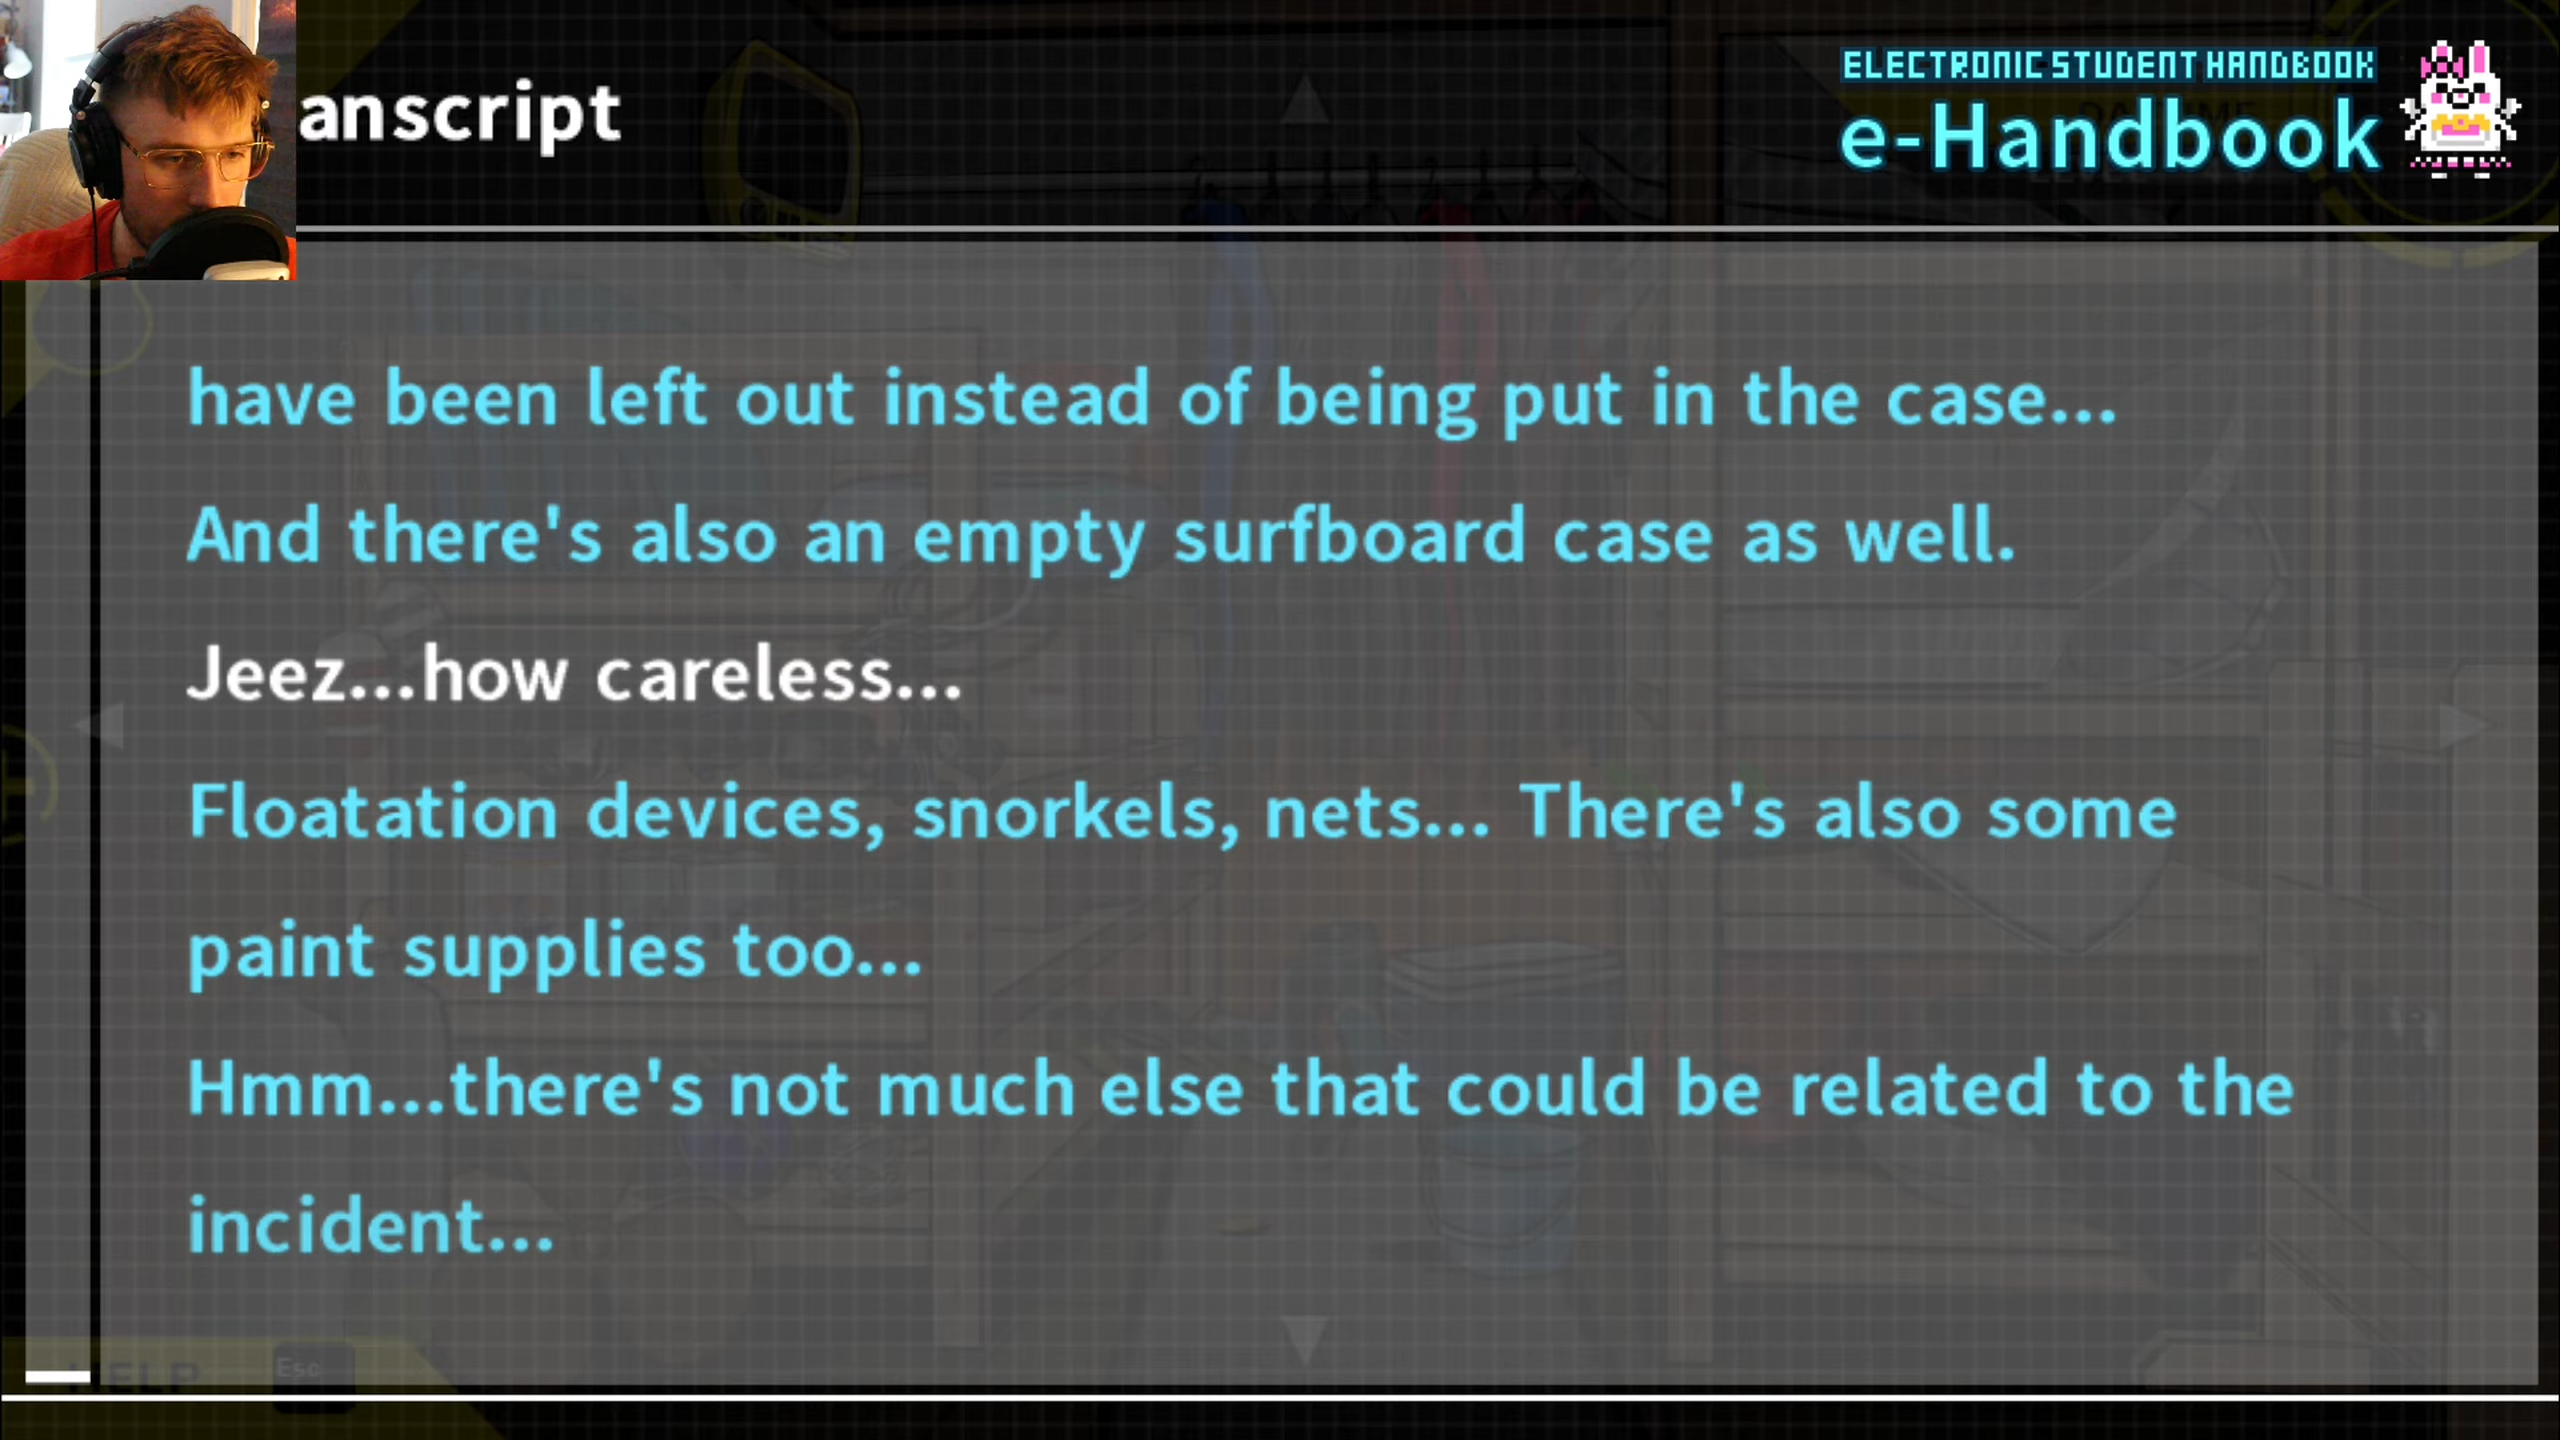 anscript
ELECTRONIC STUDENT HANDBOOK
e-Handbook
have been left out instead of being put in the case...
And there's also an empty surfboard case as well.
Jeez...how careless...
Floatation devices, snorkels, nets... There's also some
paint supplies too...
Hmm...there's not much else that could be related to the
incident...
HELP Esc